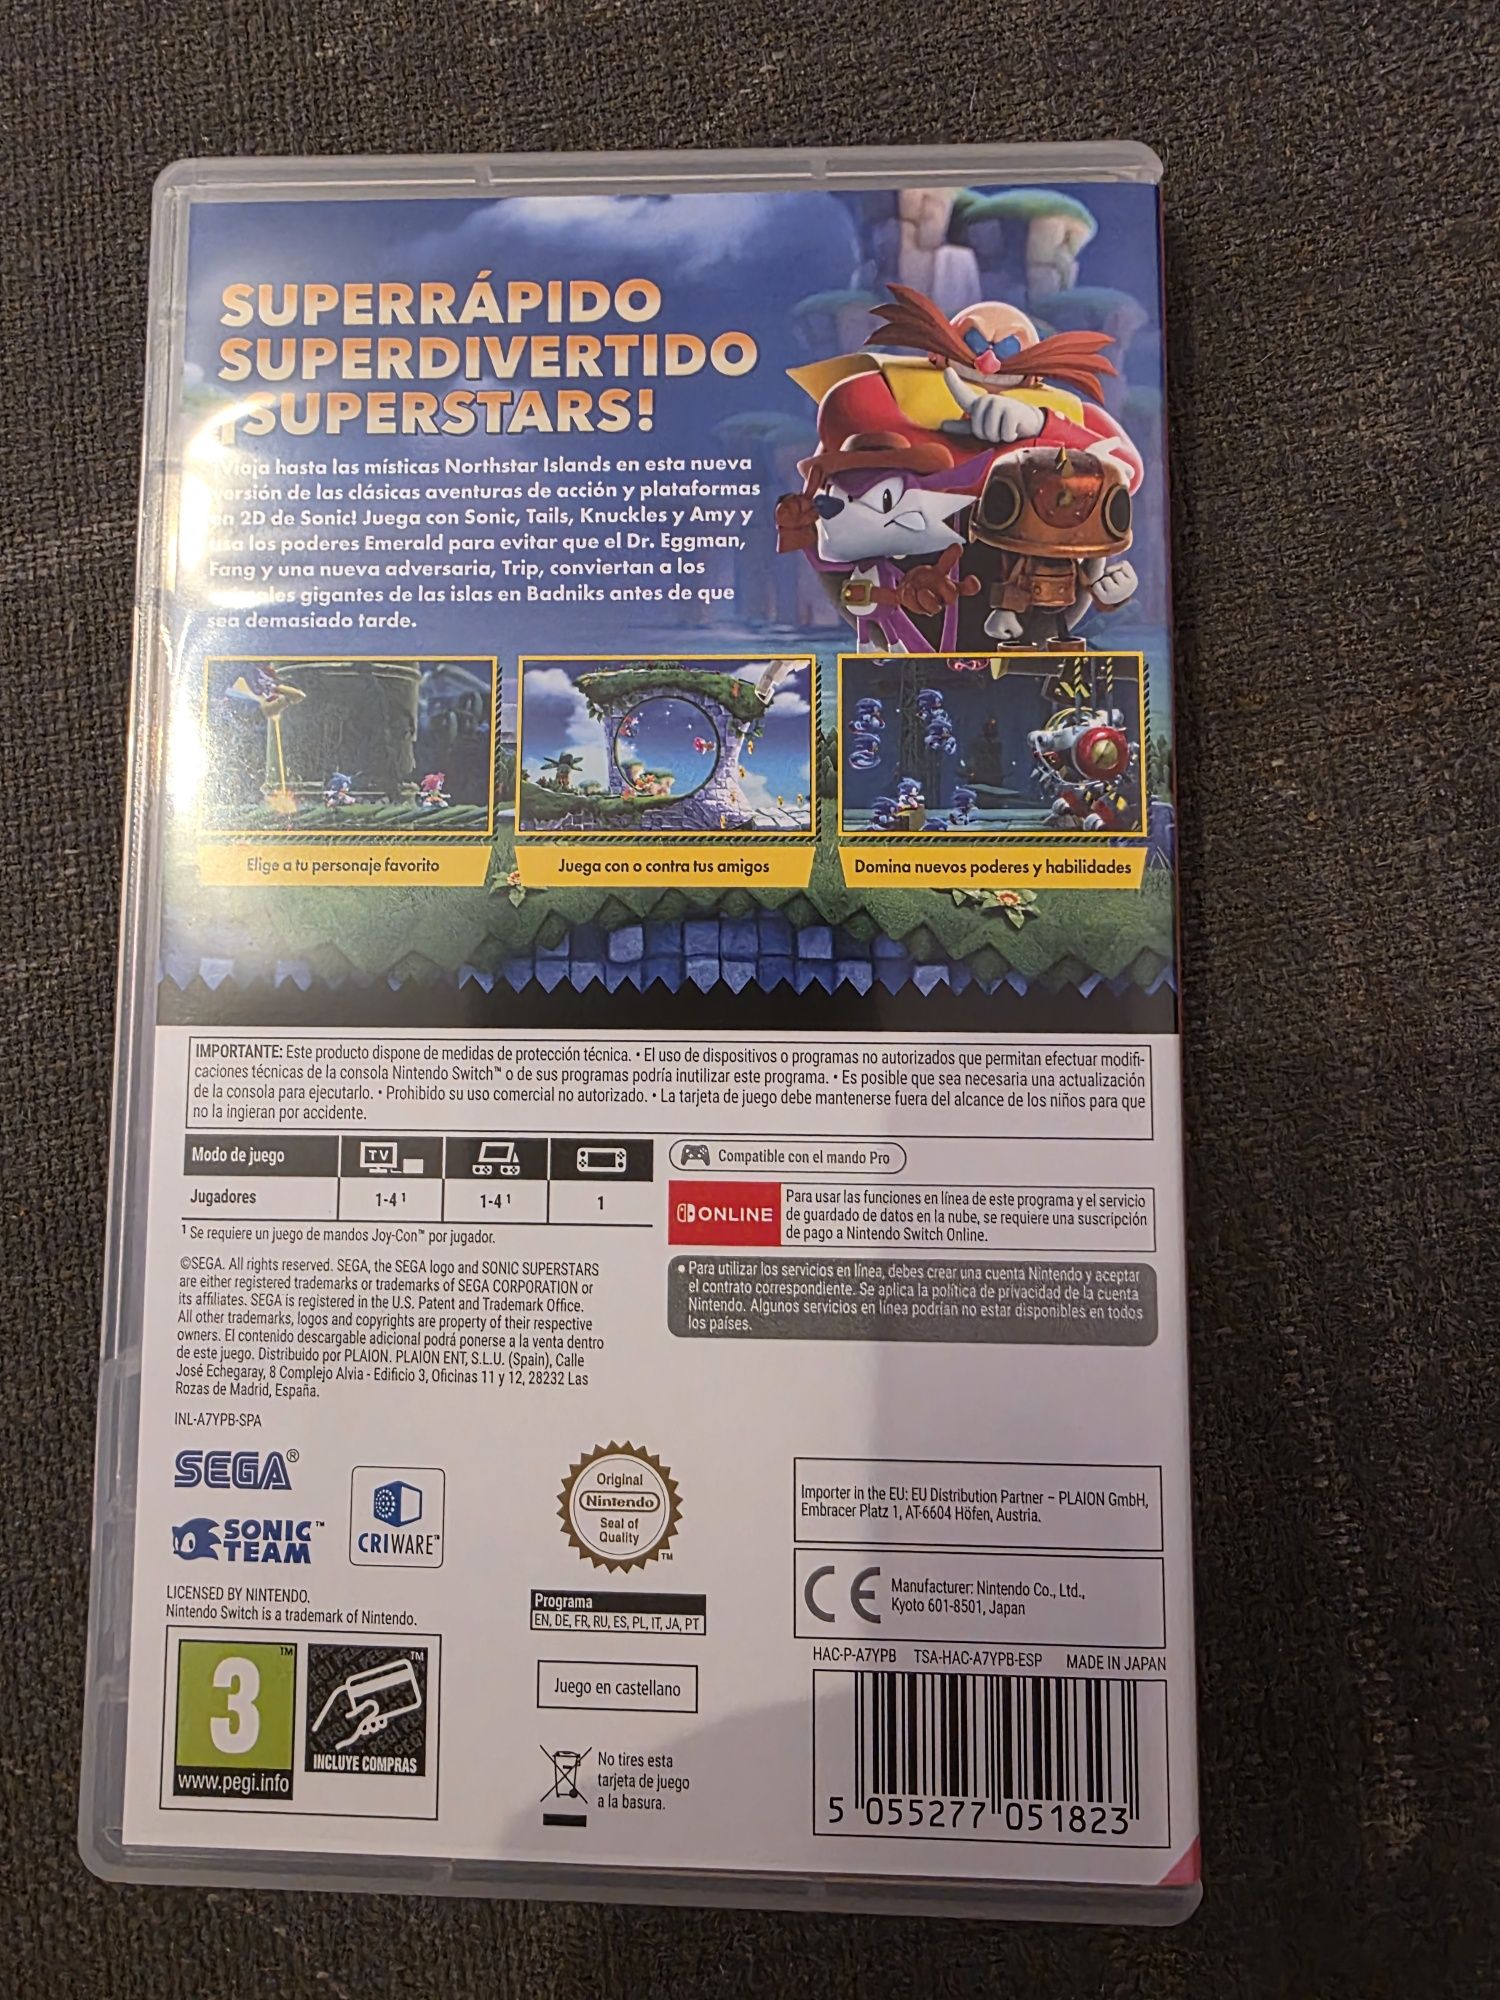 SUPERRÁPIDO
SUPERDIVERTIDO
¡SUPERSTARS!
¡Viaja hasta las místicas Northstar Islands en esta nueva
versión de las clásicas aventuras de acción y plataformas
en 2D de Sonic! Juega con Sonic, Tails, Knuckles y Amy y
usa los poderes Emerald para evitar que el Dr. Eggman,
Fang y una nueva adversaria, Trip, conviertan a los
gigantes de las islas en Badniks antes de que
sea demasiado tarde.
Elige a tu personaje favorito
Juega con o contra tus amigos
Domina nuevos poderes y habilidades
IMPORTANTE: Este producto dispone de medidas de protección técnica. • El uso de dispositivos o programas no autorizados que permitan efectuar modifi-
caciones técnicas de la consola Nintendo Switch™ o de sus programas podría inutilizar este programa. • Es posible que sea necesaria una actualización
de la consola para ejecutarlo. • Prohibido su uso comercial no autorizado. • La tarjeta de juego debe mantenerse fuera del alcance de los niños para que
no la ingieran por accidente.
Modo de juego TV
Jugadores 1-4¹ 1-4¹ 1
¹ Se requiere un juego de mandos Joy-Con™ por jugador.
Compatible con el mando Pro
ONLINE
Para usar las funciones en línea de este programa y el servicio
de guardado de datos en la nube, se requiere una suscripción
de pago a Nintendo Switch Online.
• Para utilizar los servicios en línea, debes crear una cuenta Nintendo y aceptar
el contrato correspondiente. Se aplica la política de privacidad de la cuenta
Nintendo. Algunos servicios en línea podrían no estar disponibles en todos
los países.
©SEGA. All rights reserved. SEGA, the SEGA logo and SONIC SUPERSTARS
are either registered trademarks or trademarks of SEGA CORPORATION or
its affiliates. SEGA is registered in the U.S. Patent and Trademark Office.
All other trademarks, logos and copyrights are property of their respective
owners. El contenido descargable adicional podrá ponerse a la venta dentro
de este juego. Distribuido por PLAION. PLAION ENT, S.L.U. (Spain), Calle
José Echegaray, 8 Complejo Alvia - Edificio 3, Oficinas 11 y 12, 28232 Las
Rozas de Madrid, España.
INL-A7YPB-SPA
SEGA®
SONIC™
TEAM
CRIWARE™
Original
Nintendo
Seal of
Quality
TM
Importer in the EU: EU Distribution Partner – PLAION GmbH,
Embracer Platz 1, AT-6604 Höfen, Austria.
CE
Manufacturer: Nintendo Co., Ltd.,
Kyoto 601-8501, Japan
LICENSED BY NINTENDO.
Nintendo Switch is a trademark of Nintendo.
Programa
EN, DE, FR, RU, ES, PL, IT, JA, PT
Juego en castellano
No tires esta
tarjeta de juego
a la basura.
3
TM
www.pegi.info
TM
INCLUYE COMPRAS
HAC-P-A7YPB TSA-HAC-A7YPB-ESP MADE IN JAPAN
5 055277 051823